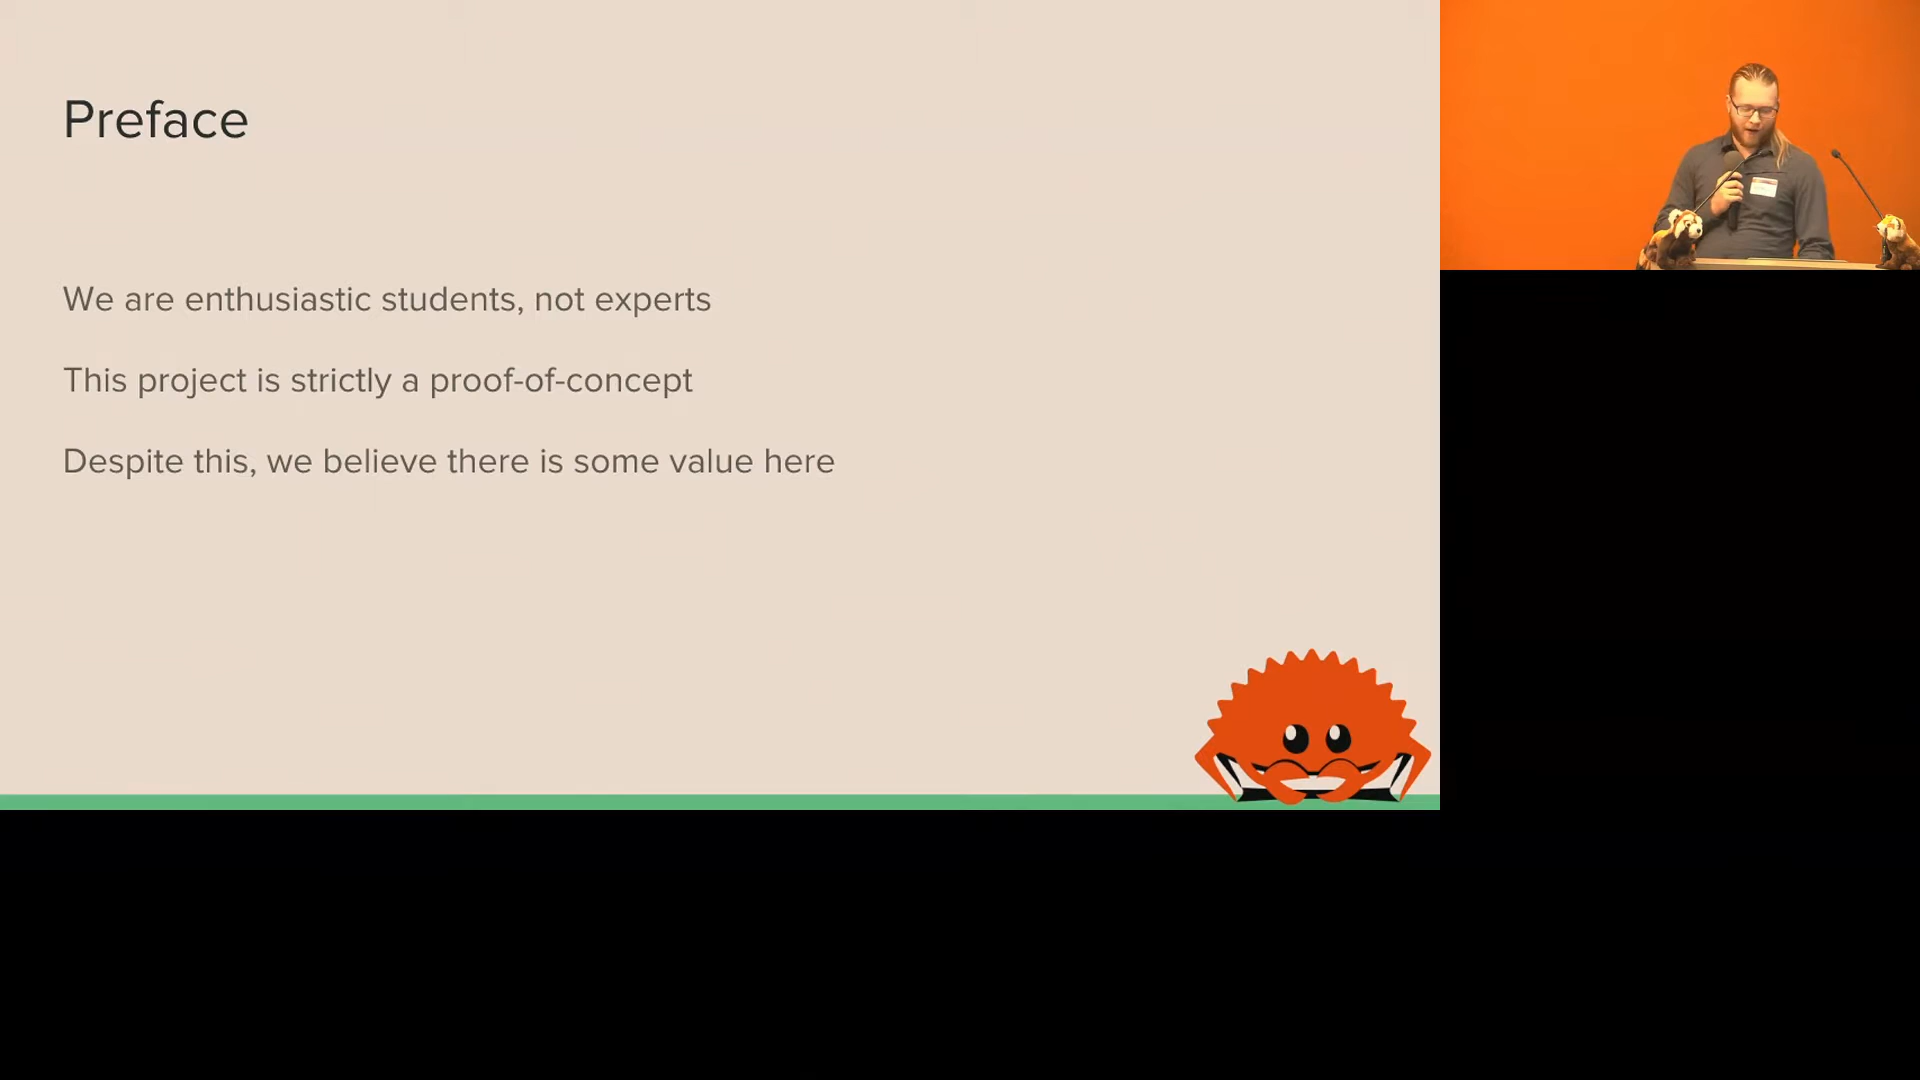 Preface
We are enthusiastic students, not experts
This project is strictly a proof-of-concept
Despite this, we believe there is some value here